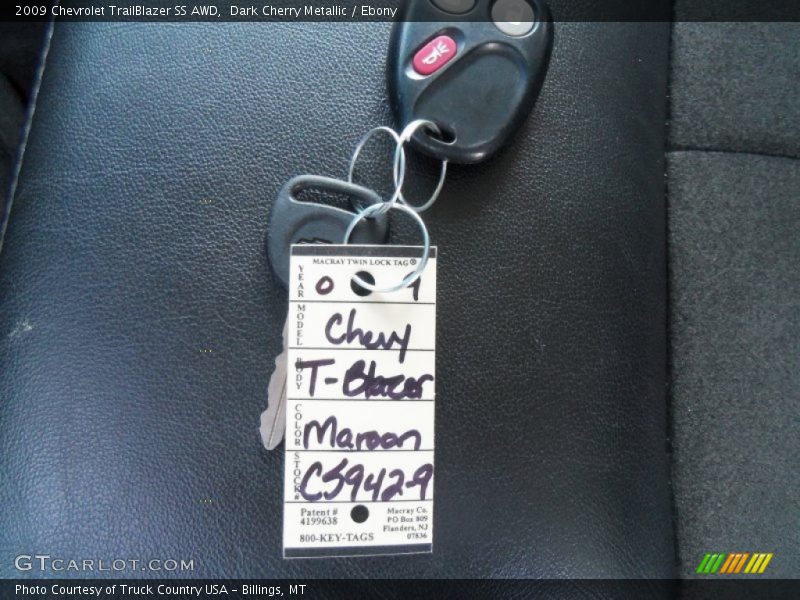 2009 Chevrolet TrailBlazer SS AWD,  Dark Cherry Metallic / Ebony
MACRAY TWIN LOCK TAG®
YEAR 0 9
MODEL Chevy
BODY T-Blazer
COLOR Maroon
STOCK# C5942-9
Patent #
4199638
800-KEY-TAGS
Macray Co.
PO Box 809
Flanders, NJ
07836
GTCARLOT.COM
Photo Courtesy of Truck Country USA - Billings, MT